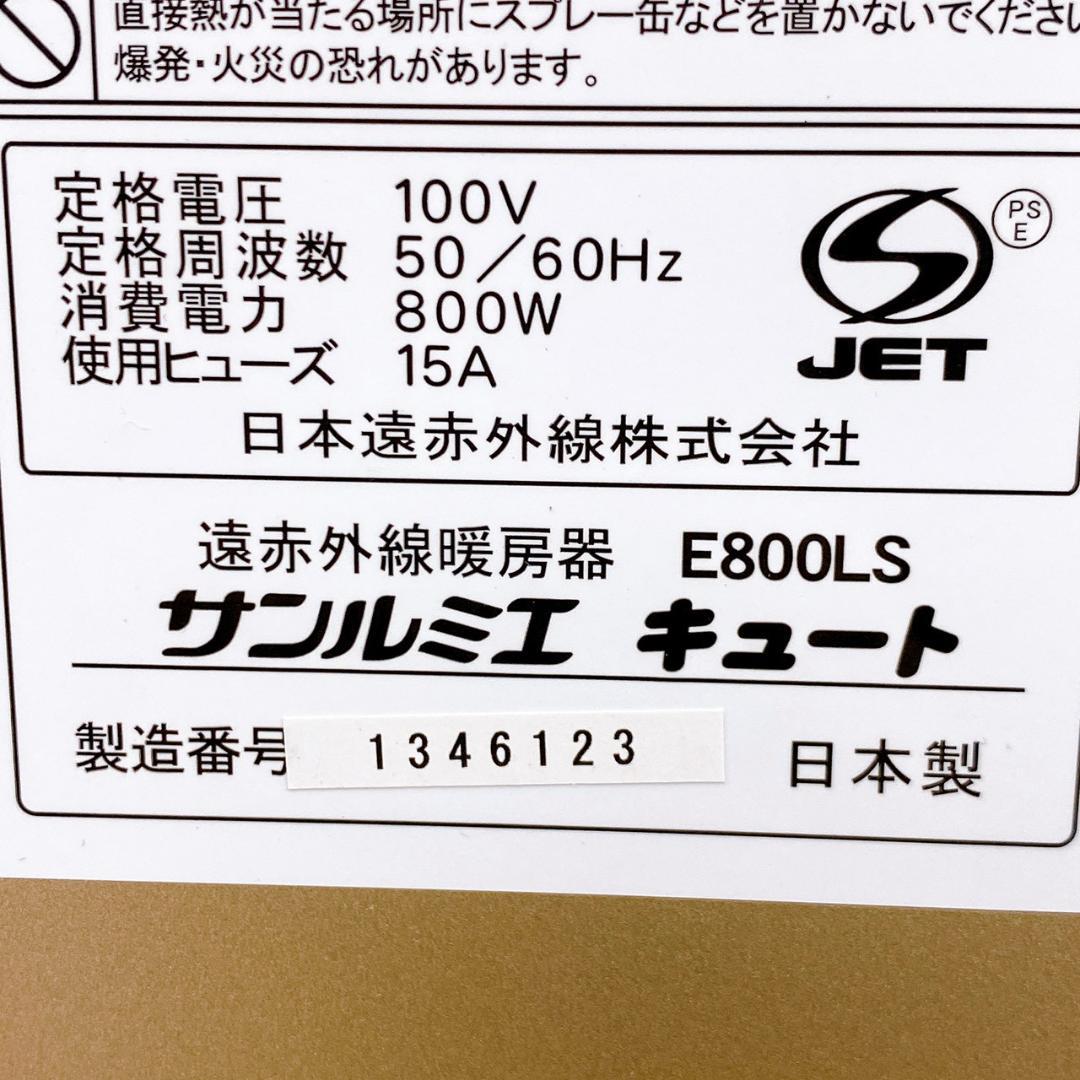 直接熱が当たる場所にスプレー缶などを置かないでください
爆発・火災の恐れがあります。
定格電圧 100V
定格周波数 50/60Hz
消費電力 800W
使用ヒューズ 15A
JET
PS
E
日本遠赤外線株式会社
遠赤外線暖房器 E800LS
サンルミエ キュート
製造番号 1346123 日本製